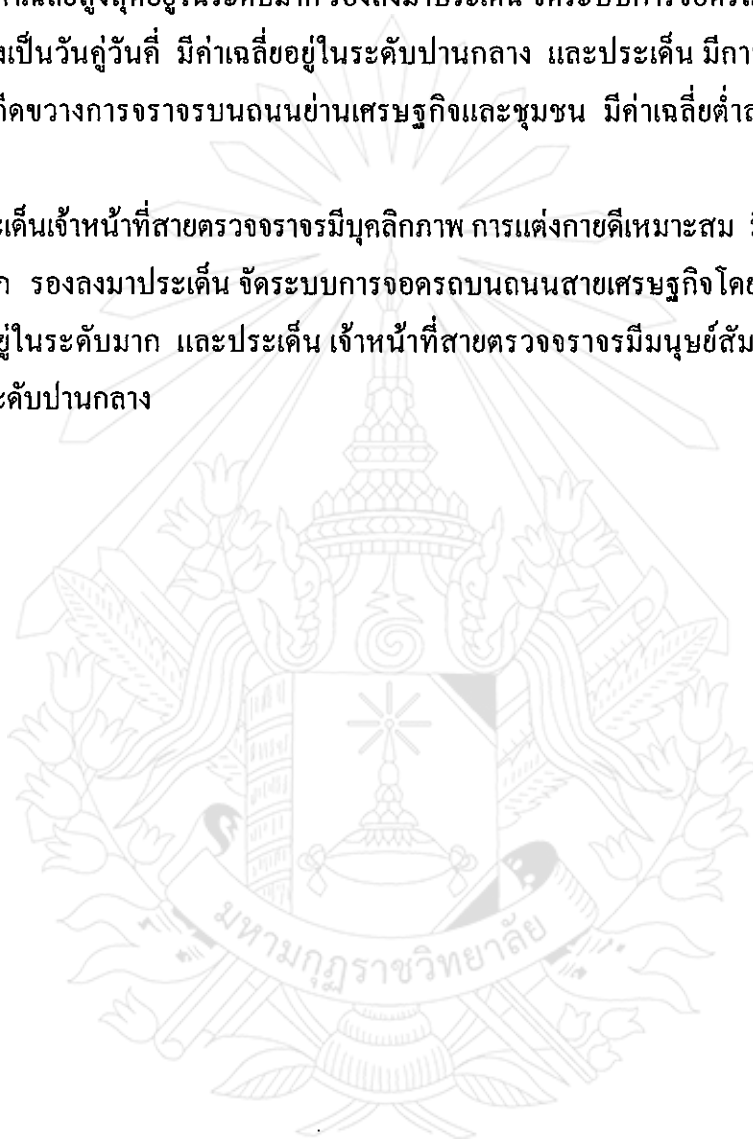 ค่าเฉลี่ยสูงสุดอยู่ในระดับมาก รองลงมาประเด็น จัดระบบการจอดรถ
เป็นวันคู่วันคี่ มีค่าเฉลี่ยอยู่ในระดับปานกลาง และประเด็น มีกา
กีดขวางการจราจรบนถนนย่านเศรษฐกิจและชุมชน มีค่าเฉลี่ยต่ำส
ะเด็นเจ้าหน้าที่สายตรวจจราจรมีบุคลิกภาพ การแต่งกายดีเหมาะสม
ก รองลงมาประเด็น จัดระบบการจอดรถบนถนนสายเศรษฐกิจโดย
ยู่ในระดับมาก และประเด็น เจ้าหน้าที่สายตรวจจราจรมีมนุษย์สัม
ะดับปานกลาง
มหามกุฏราชวิทยาลัย